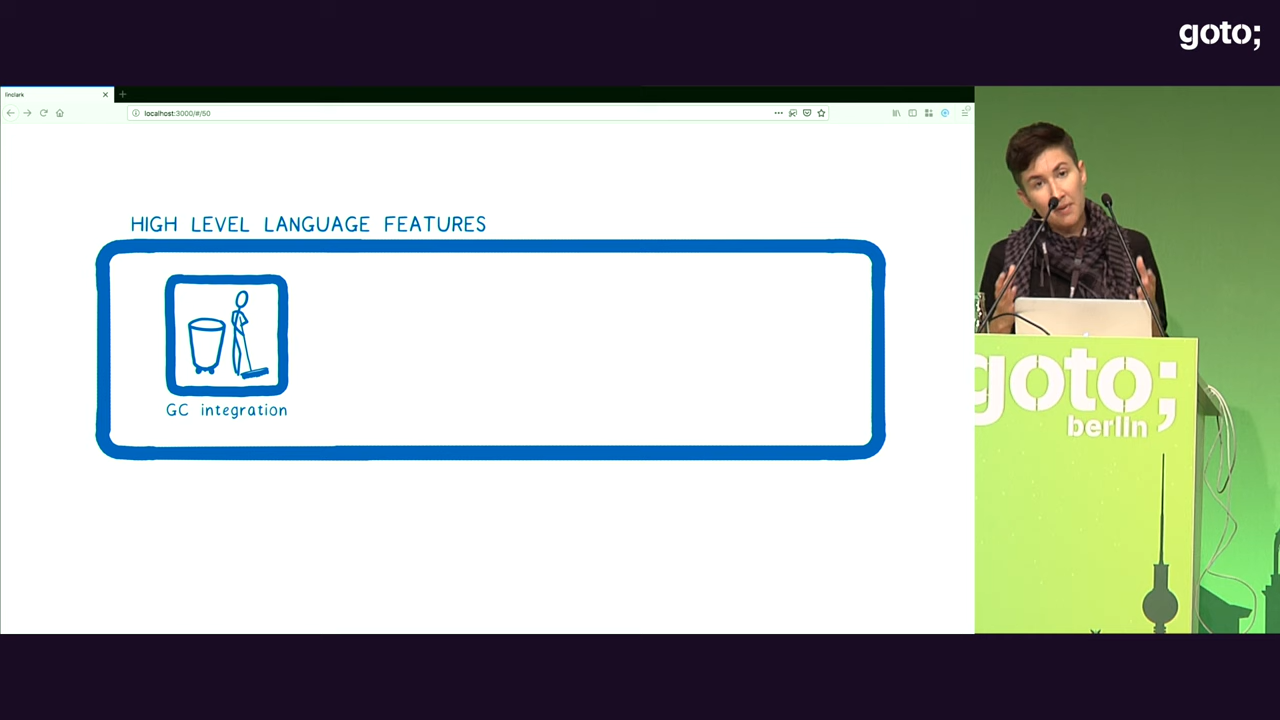 goto;
linclark
localhost:3000/#/50
HIGH LEVEL LANGUAGE FEATURES
GC integration
goto;
berlin